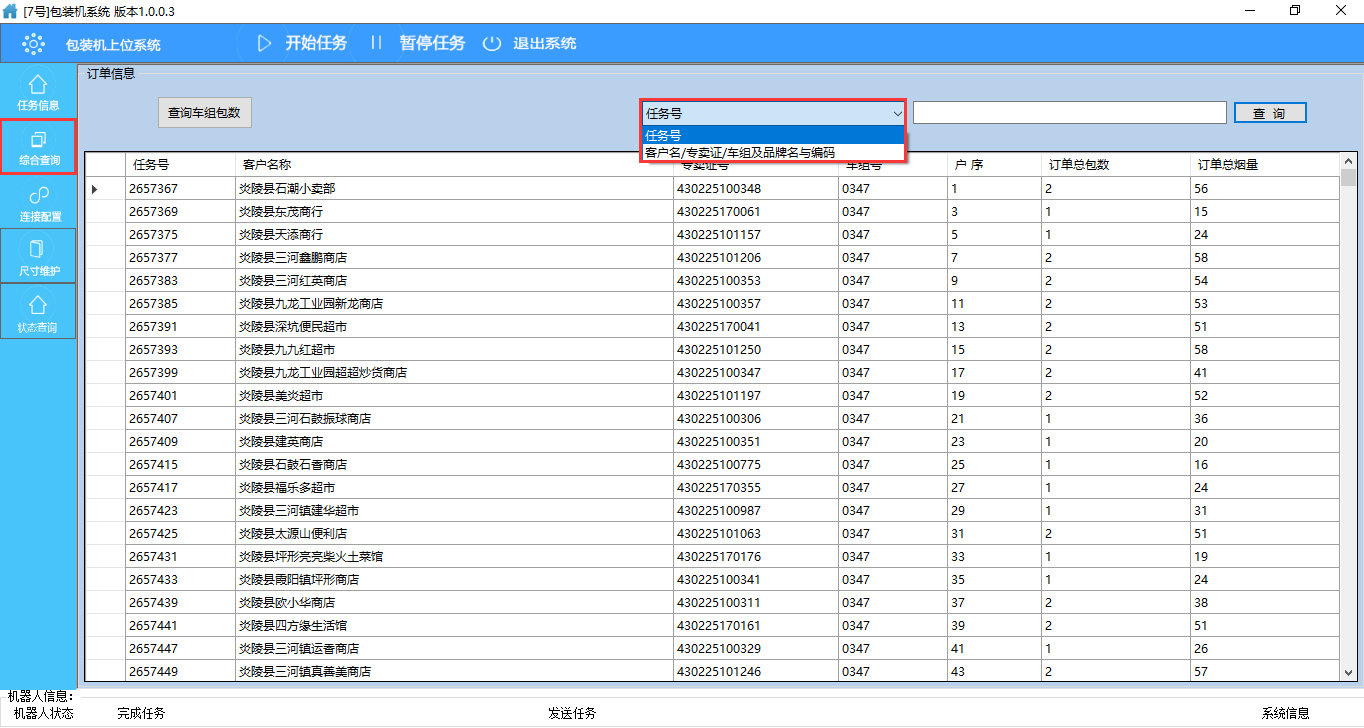 [7号]包装机系统 版本1.0.0.3
包装机上位系统 开始任务 暂停任务 退出系统
任务信息
综合查询
连接配置
尺寸维护
状态查询
订单信息
查询车组包数 任务号 查 询
任务号
客户名/专卖证/车组及品牌名与编码
任务号 客户名称 专卖证号 车组号 户 序 订单总包数 订单总烟量
2657367 炎陵县石潮小卖部 430225100348 0347 1 2 56
2657369 炎陵县东茂商行 430225170061 0347 3 1 15
2657375 炎陵县天添商行 430225101157 0347 5 1 24
2657377 炎陵县三河鑫鹏商店 430225101206 0347 7 2 58
2657383 炎陵县三河红英商店 430225100353 0347 9 2 54
2657385 炎陵县九龙工业园新龙商店 430225100357 0347 11 2 53
2657391 炎陵县深坑便民超市 430225170041 0347 13 2 51
2657393 炎陵县九九红超市 430225101250 0347 15 2 58
2657399 炎陵县九龙工业园超超炒货商店 430225100347 0347 17 2 41
2657401 炎陵县美炎超市 430225101197 0347 19 2 52
2657407 炎陵县三河石鼓振球商店 430225100306 0347 21 1 36
2657409 炎陵县建英商店 430225100351 0347 23 1 20
2657415 炎陵县石鼓石香商店 430225100775 0347 25 1 16
2657417 炎陵县福乐多超市 430225170355 0347 27 1 24
2657423 炎陵县三河镇建华超市 430225100987 0347 29 1 31
2657425 炎陵县太源山便利店 430225101063 0347 31 2 51
2657431 炎陵县坪形亮亮柴火土菜馆 430225170176 0347 33 1 19
2657433 炎陵县霞阳镇坪形商店 430225100341 0347 35 1 24
2657439 炎陵县欧小华商店 430225100311 0347 37 2 38
2657441 炎陵县四方缘生活馆 430225170161 0347 39 2 51
2657447 炎陵县三河镇运香商店 430225100329 0347 41 1 26
2657449 炎陵县三河镇真善美商店 430225101246 0347 43 2 57
机器人信息:
机器人状态 完成任务 发送任务 系统信息